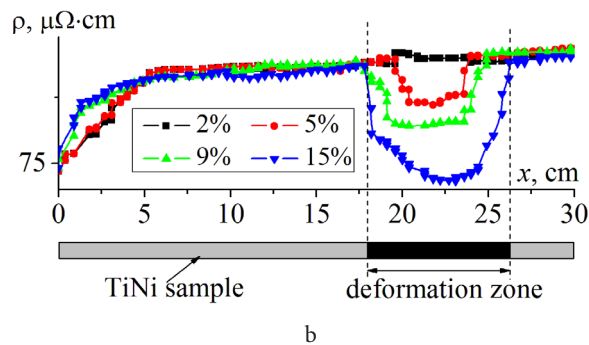 ρ, μΩ·cm
2% 5%
9% 15%
75
x, cm
0 5 10 15 20 25 30
TiNi sample
deformation zone
b